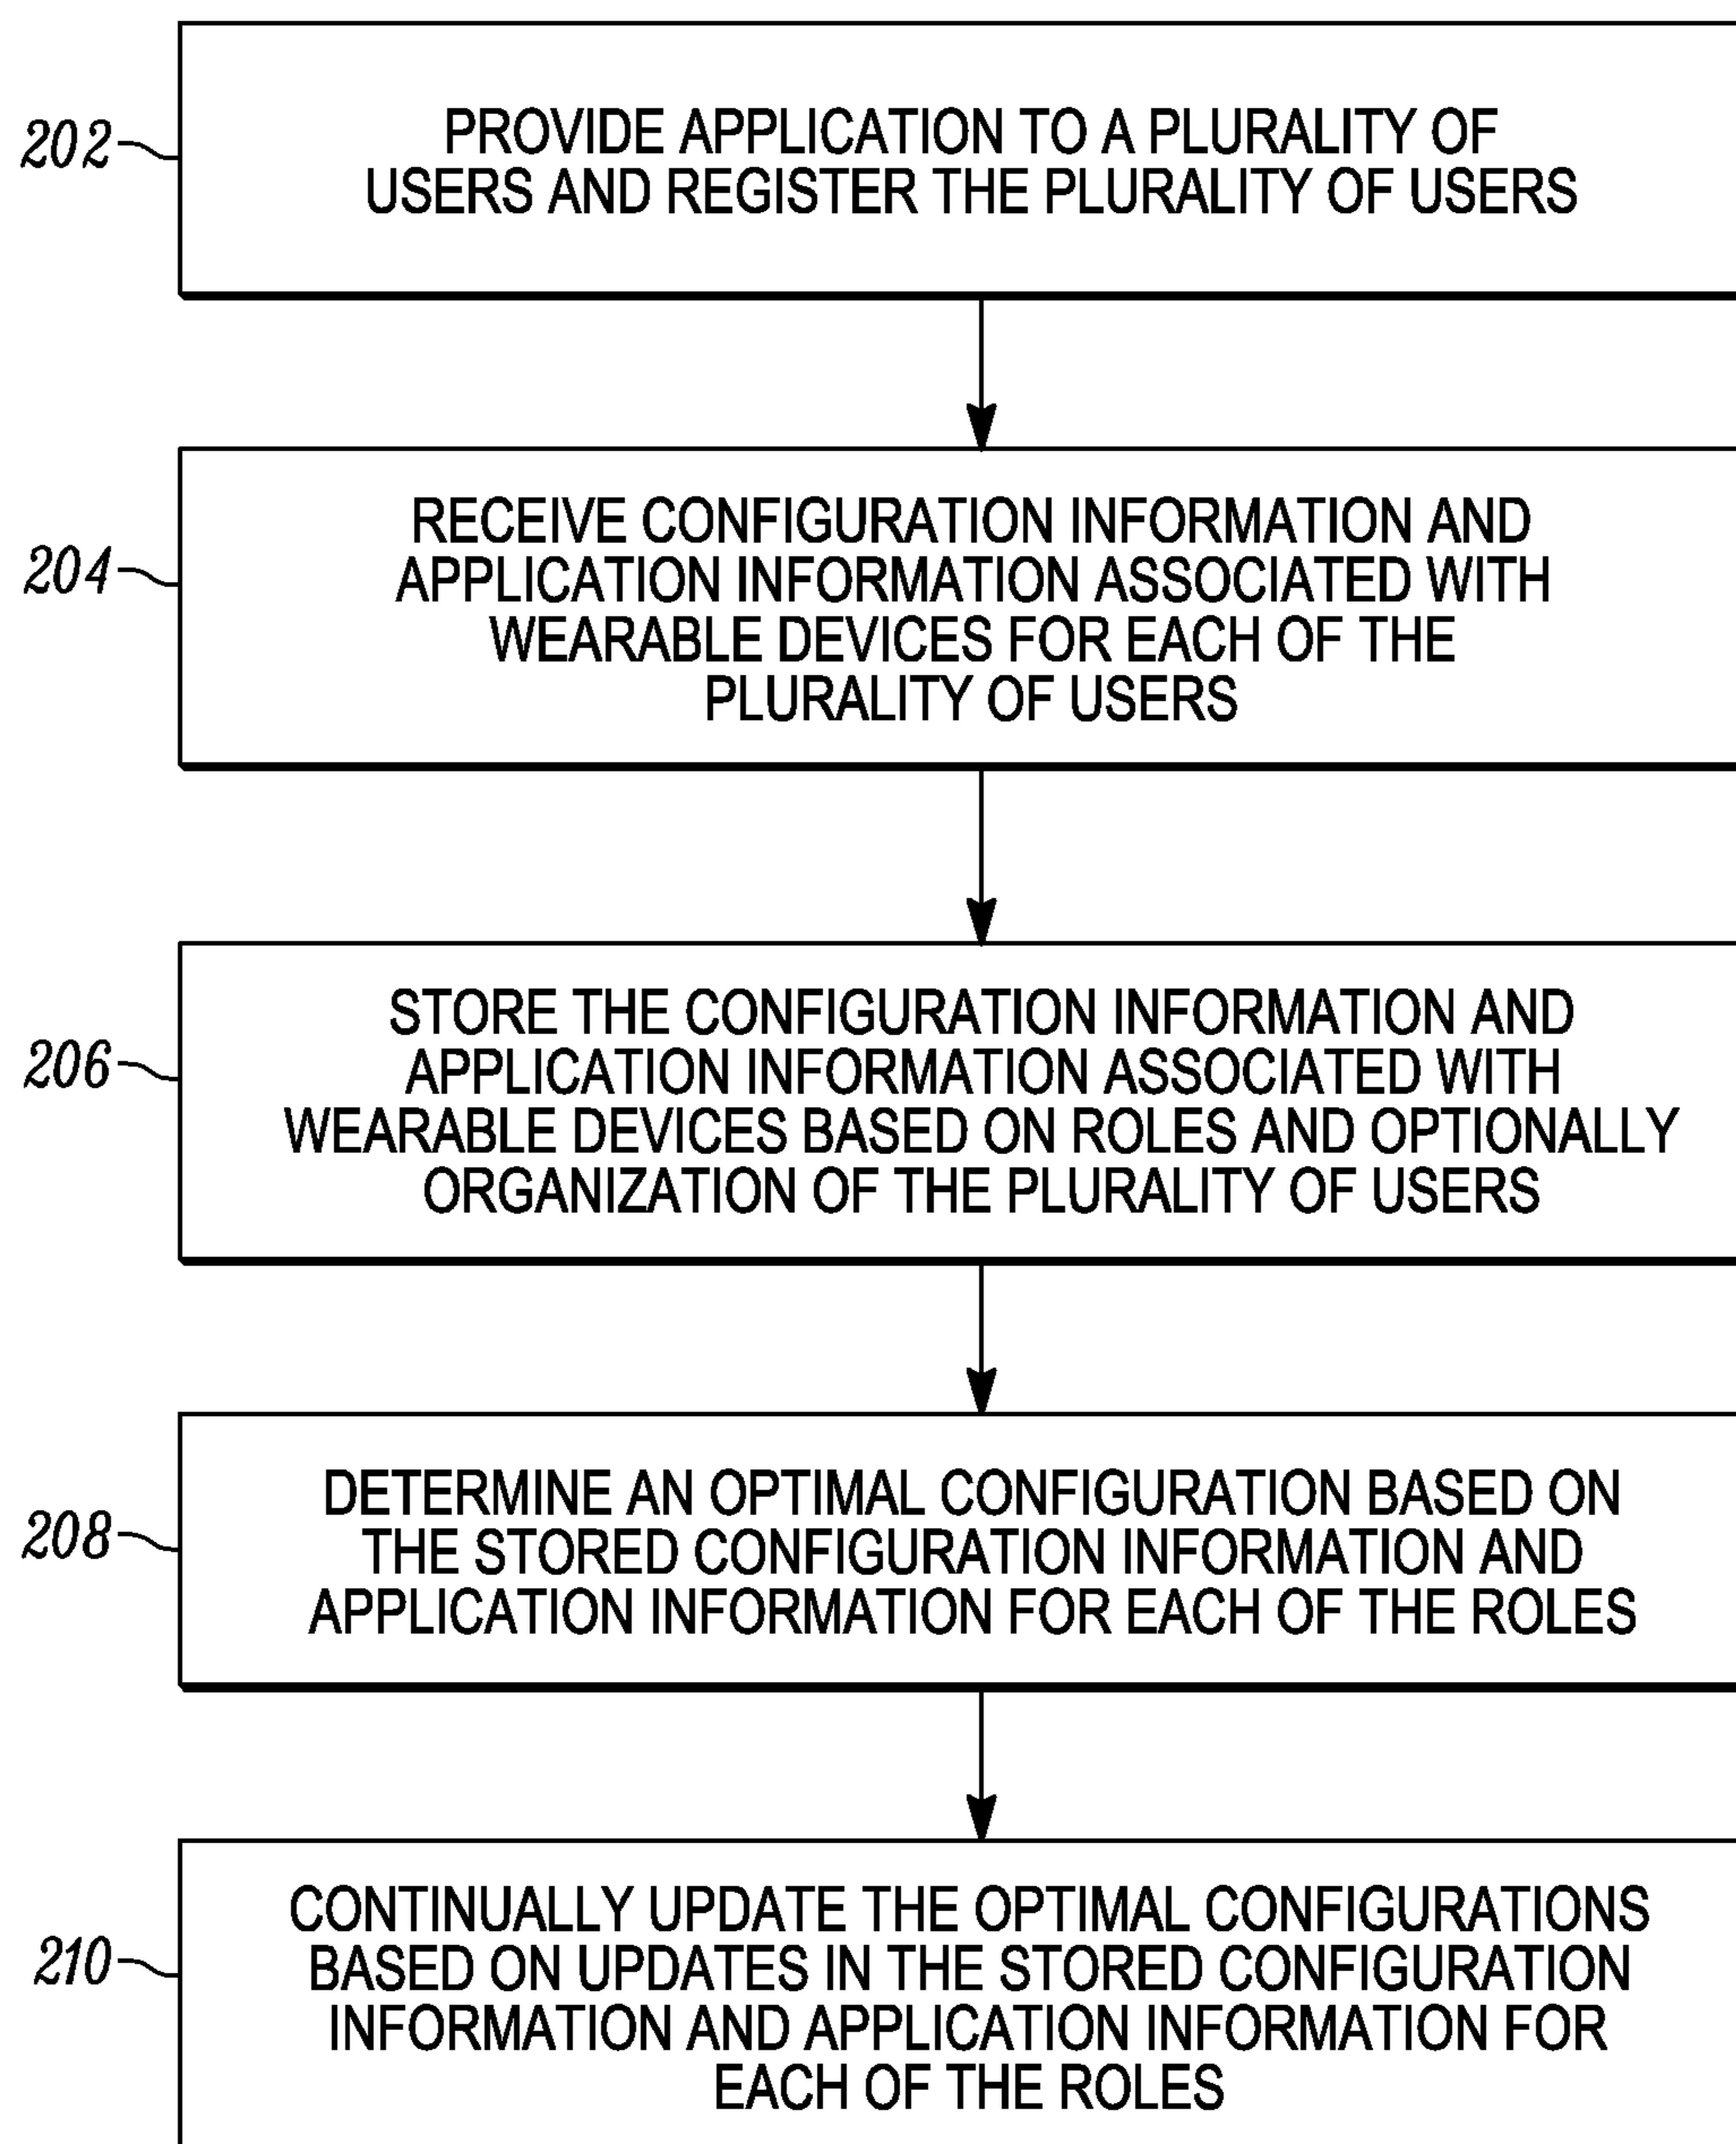 202
PROVIDE APPLICATION TO A PLURALITY OF
USERS AND REGISTER THE PLURALITY OF USERS
204
RECEIVE CONFIGURATION INFORMATION AND
APPLICATION INFORMATION ASSOCIATED WITH
WEARABLE DEVICES FOR EACH OF THE
PLURALITY OF USERS
206
STORE THE CONFIGURATION INFORMATION AND
APPLICATION INFORMATION ASSOCIATED WITH
WEARABLE DEVICES BASED ON ROLES AND OPTIONALLY
ORGANIZATION OF THE PLURALITY OF USERS
208
DETERMINE AN OPTIMAL CONFIGURATION BASED ON
THE STORED CONFIGURATION INFORMATION AND
APPLICATION INFORMATION FOR EACH OF THE ROLES
210
CONTINUALLY UPDATE THE OPTIMAL CONFIGURATIONS
BASED ON UPDATES IN THE STORED CONFIGURATION
INFORMATION AND APPLICATION INFORMATION FOR
EACH OF THE ROLES